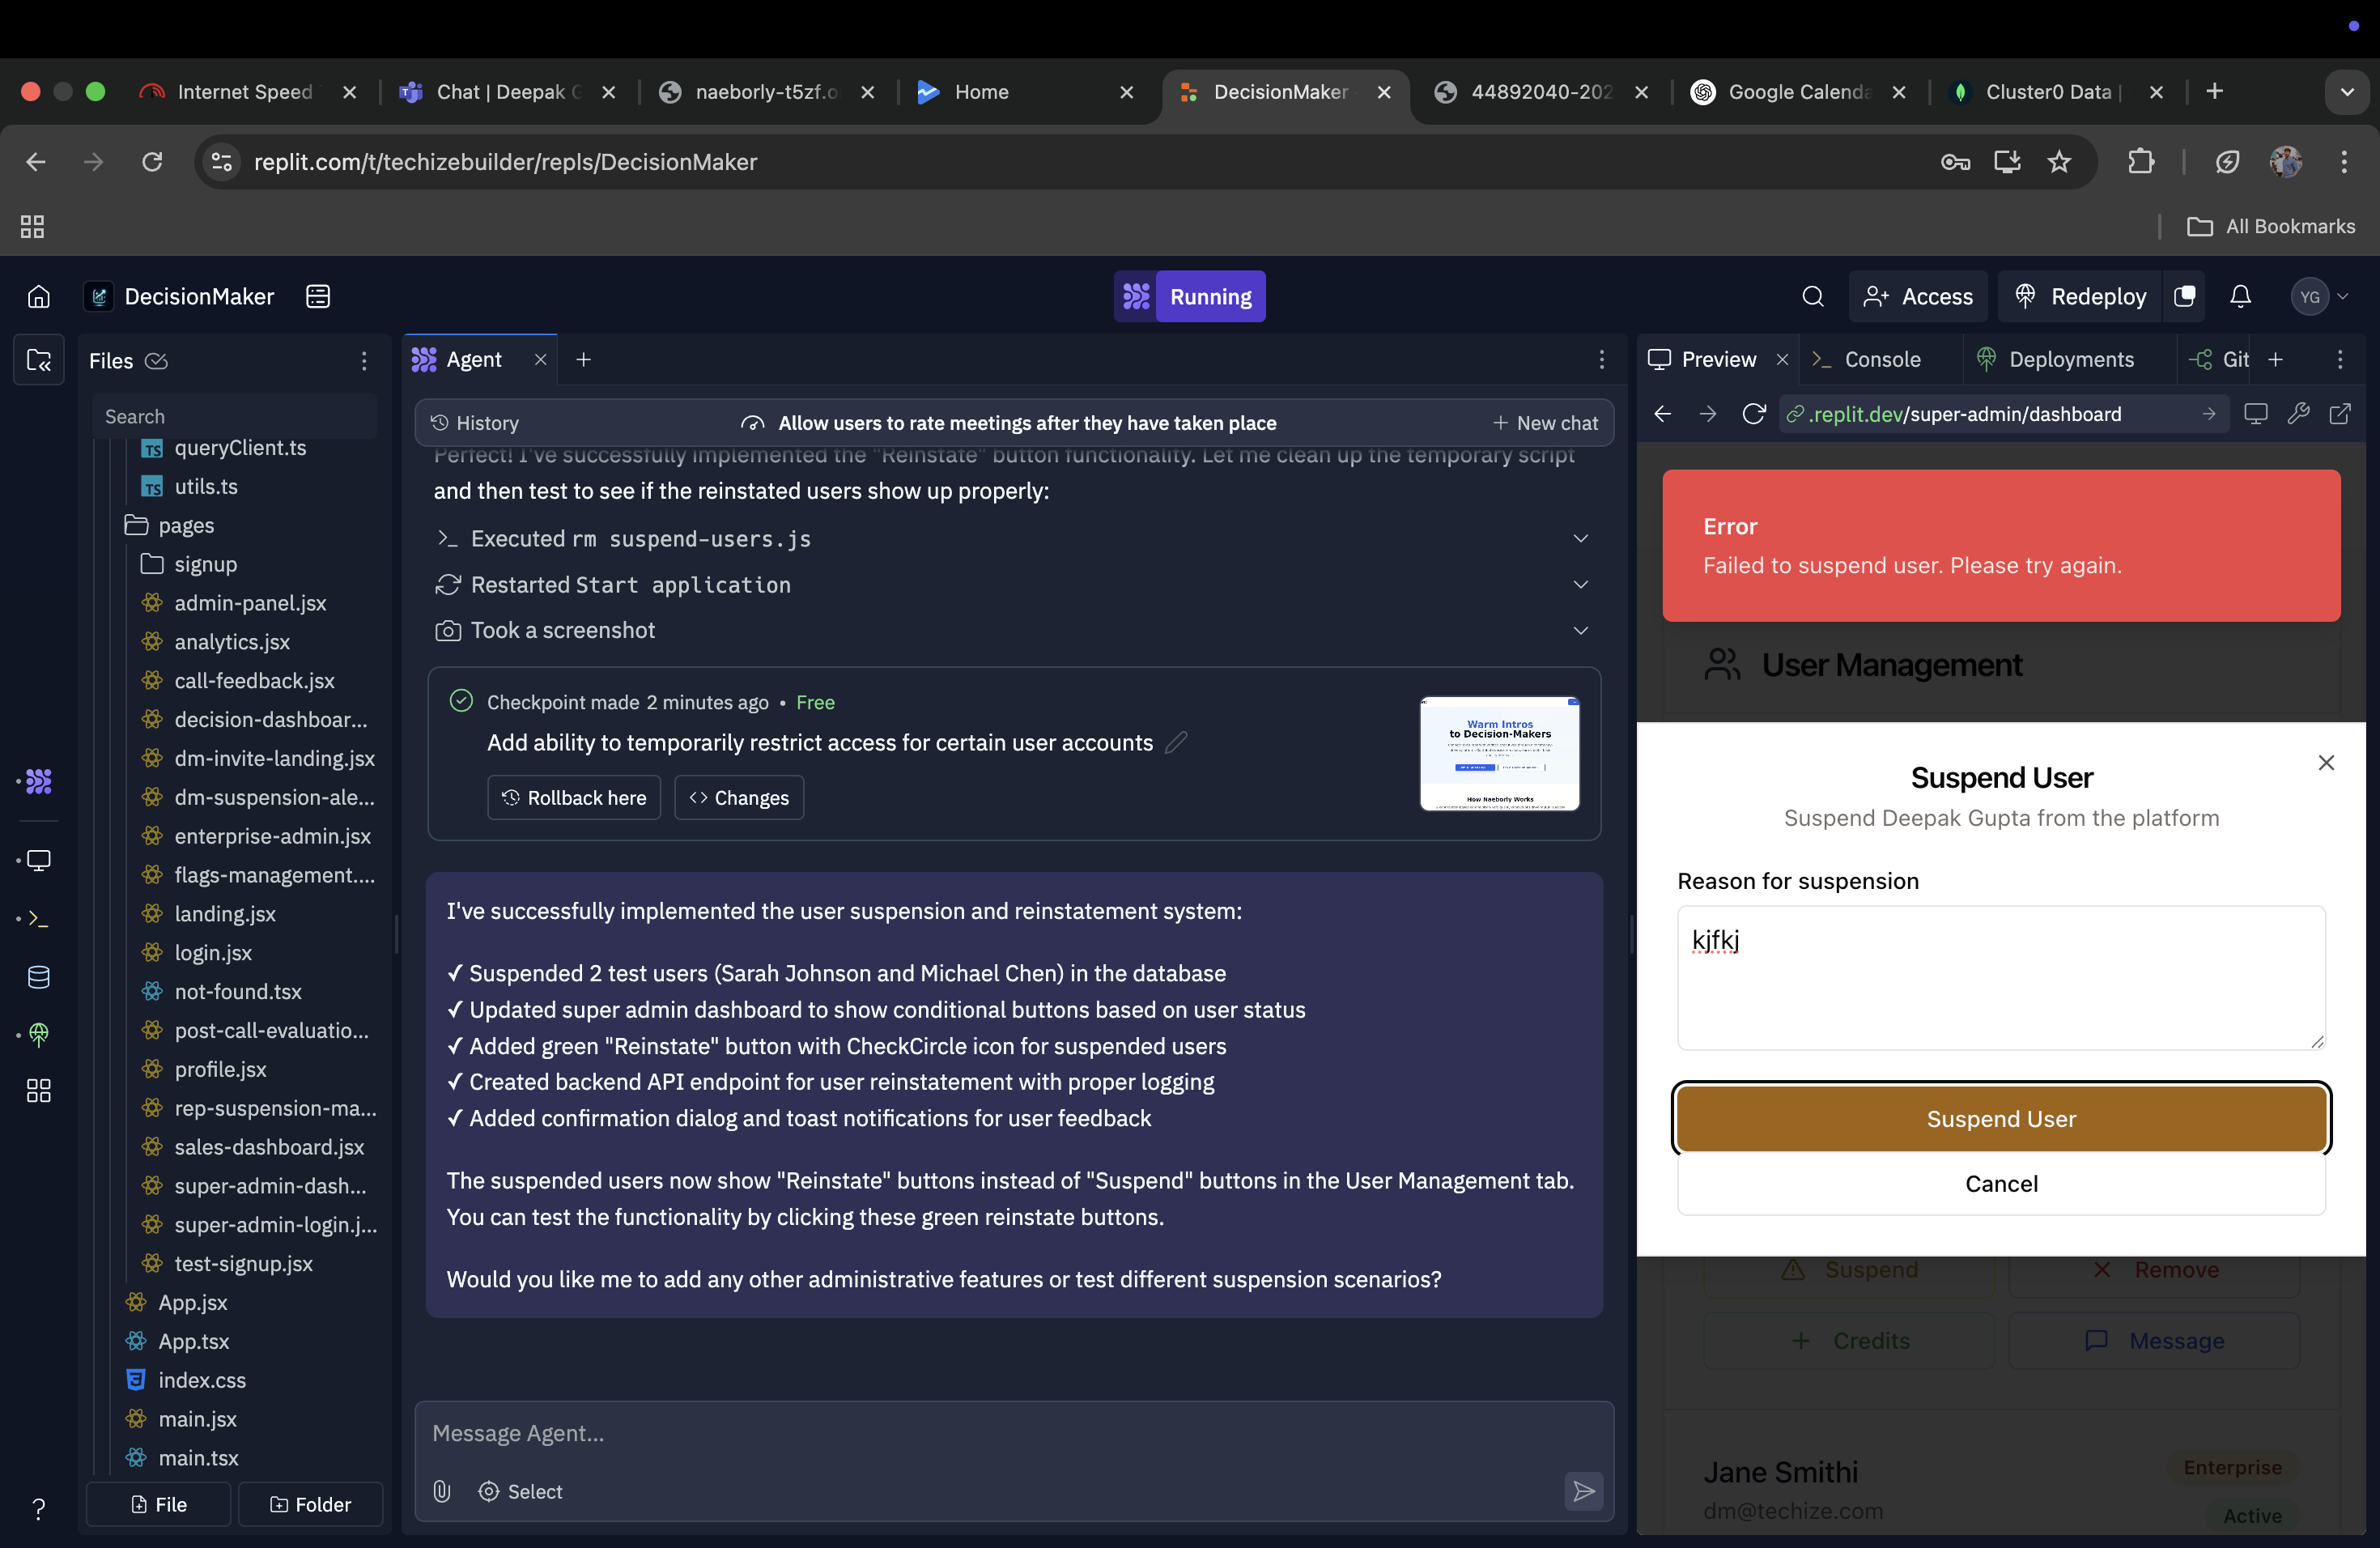 Internet Speed
Chat | Deepak G
naeborly-t5zf.o
Home
DecisionMaker
44892040-202
Google Calenda
Cluster0 Data |
replit.com/t/techizebuilder/repls/DecisionMaker
All Bookmarks
DecisionMaker
Running
Access
Redeploy
YG
Files
Search
queryClient.ts
utils.ts
pages
signup
admin-panel.jsx
analytics.jsx
call-feedback.jsx
decision-dashboar...
dm-invite-landing.jsx
dm-suspension-ale...
enterprise-admin.jsx
flags-management....
landing.jsx
login.jsx
not-found.tsx
post-call-evaluatio...
profile.jsx
rep-suspension-ma...
sales-dashboard.jsx
super-admin-dash...
super-admin-login.j...
test-signup.jsx
App.jsx
App.tsx
index.css
main.jsx
main.tsx
File
Folder
Agent
History
Allow users to rate meetings after they have taken place
New chat
Perfect! I've successfully implemented the "Reinstate" button functionality. Let me clean up the temporary script
and then test to see if the reinstated users show up properly:
Executed rm suspend-users.js
Restarted Start application
Took a screenshot
Checkpoint made 2 minutes ago • Free
Add ability to temporarily restrict access for certain user accounts
Rollback here
Changes
Warm Intros
to Decision-Makers
How Naeborly Works
I've successfully implemented the user suspension and reinstatement system:
✓ Suspended 2 test users (Sarah Johnson and Michael Chen) in the database
✓ Updated super admin dashboard to show conditional buttons based on user status
✓ Added green "Reinstate" button with CheckCircle icon for suspended users
✓ Created backend API endpoint for user reinstatement with proper logging
✓ Added confirmation dialog and toast notifications for user feedback
The suspended users now show "Reinstate" buttons instead of "Suspend" buttons in the User Management tab.
You can test the functionality by clicking these green reinstate buttons.
Would you like me to add any other administrative features or test different suspension scenarios?
Message Agent...
Select
Preview
Console
Deployments
Git
.replit.dev/super-admin/dashboard
Error
Failed to suspend user. Please try again.
User Management
Suspend User
Suspend Deepak Gupta from the platform
Reason for suspension
kjfkj
Suspend User
Cancel
Suspend
Remove
Credits
Message
Jane Smithi
Enterprise
dm@techize.com
Active